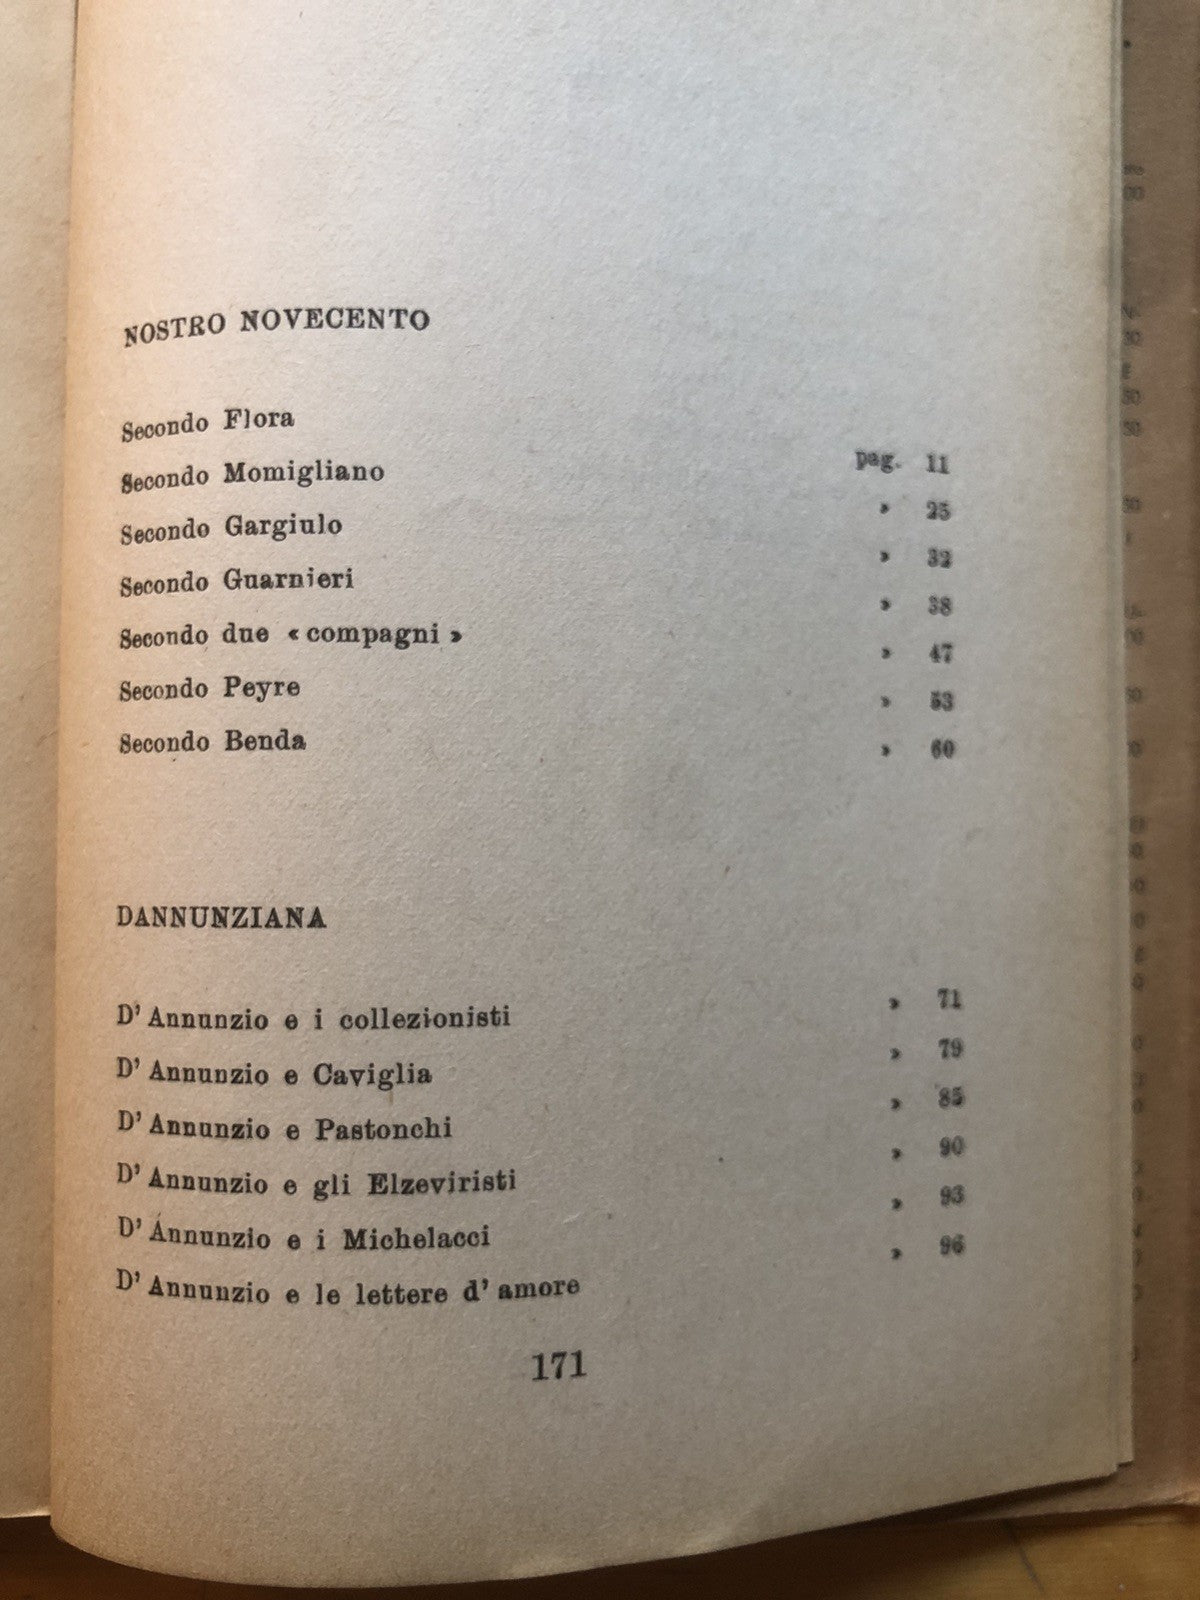 NOSTRO NOVECENTO
Secondo Flora pag. 11
Secondo Momigliano » 25
Secondo Gargiulo » 32
Secondo Guarnieri » 38
Secondo due « compagni » » 47
Secondo Peyre » 53
Secondo Benda » 60
DANNUNZIANA
D' Annunzio e i collezionisti » 71
D' Annunzio e Caviglia » 79
D' Annunzio e Pastonchi » 85
D' Annunzio e gli Elzeviristi » 90
D' Annunzio e i Michelacci » 93
D' Annunzio e le lettere d' amore » 96
171